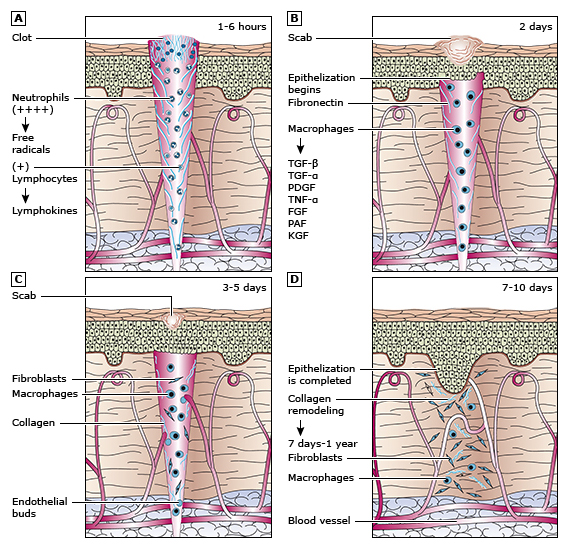 A
1-6 hours
Clot
Neutrophils
(++++)
Free
radicals
(+)
Lymphocytes
Lymphokines
B
2 days
Scab
Epithelization
begins
Fibronectin
Macrophages
TGF-β
TGF-α
PDGF
TNF-α
FGF
PAF
KGF
C
3-5 days
Scab
Fibroblasts
Macrophages
Collagen
Endothelial
buds
D
7-10 days
Epithelization
is completed
Collagen
remodeling
7 days-1 year
Fibroblasts
Macrophages
Blood vessel